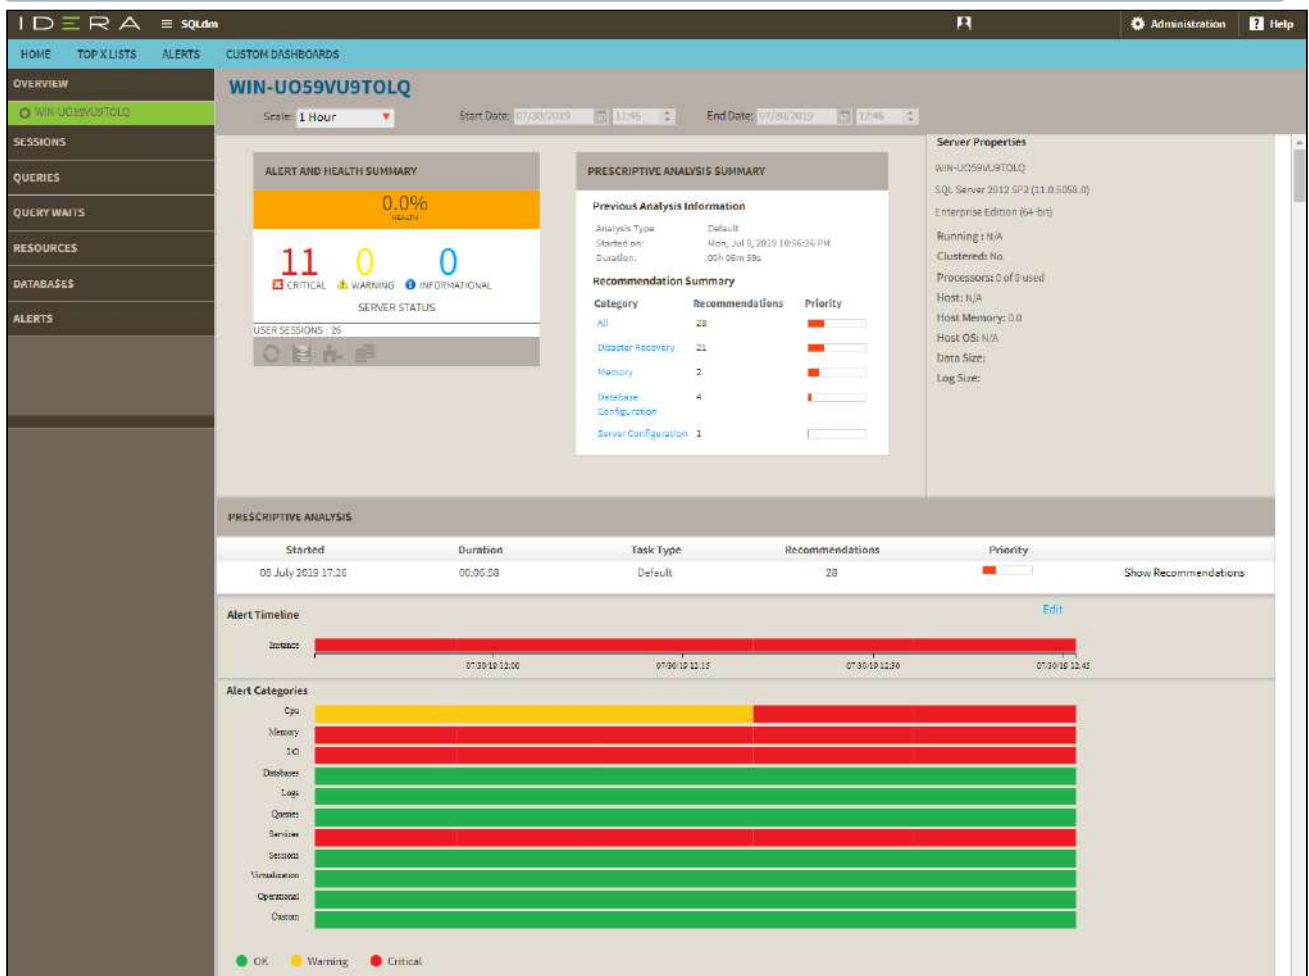 IDERA ≡ SQLdm Administration ? Help
HOME TOP X LISTS ALERTS CUSTOM DASHBOARDS
OVERVIEW
WIN-UO59VU9TOLQ
SESSIONS
QUERIES
QUERY WAITS
RESOURCES
DATABASES
ALERTS
WIN-UO59VU9TOLQ
Scale: 1 Hour Start Date: 07/30/2019 11:46 End Date: 07/30/2019 12:46
ALERT AND HEALTH SUMMARY
0.0%
HEALTH
11 0 0
CRITICAL WARNING INFORMATIONAL
SERVER STATUS
USER SESSIONS : 26
PRESCRIPTIVE ANALYSIS SUMMARY
Previous Analysis Information
Analysis Type: Default
Started on: Mon, Jul 8, 2019 10:56:36 PM
Duration: 00h 06m 59s
Recommendation Summary
Category Recommendations Priority
All 28
Disaster Recovery 21
Memory 2
Database Configuration 4
Server Configuration 1
Server Properties
WIN-UO59VU9TOLQ
SQL Server 2012 SP2 (11.0.5058.0)
Enterprise Edition (64-bit)
Running : N/A
Clustered: No
Processors: 0 of 0 used
Host: N/A
Host Memory: 0.0
Host OS: N/A
Data Size:
Log Size:
PRESCRIPTIVE ANALYSIS
Started Duration Task Type Recommendations Priority
08 July 2019 17:26 00:06:58 Default 28 Show Recommendations
Alert Timeline Edit
Instance
07/30/19 12:00 07/30/19 12:15 07/30/19 12:30 07/30/19 12:45
Alert Categories
Cpu
Memory
I/O
Databases
Logs
Queries
Services
Sessions
Virtualization
Operational
Custom
OK Warning Critical